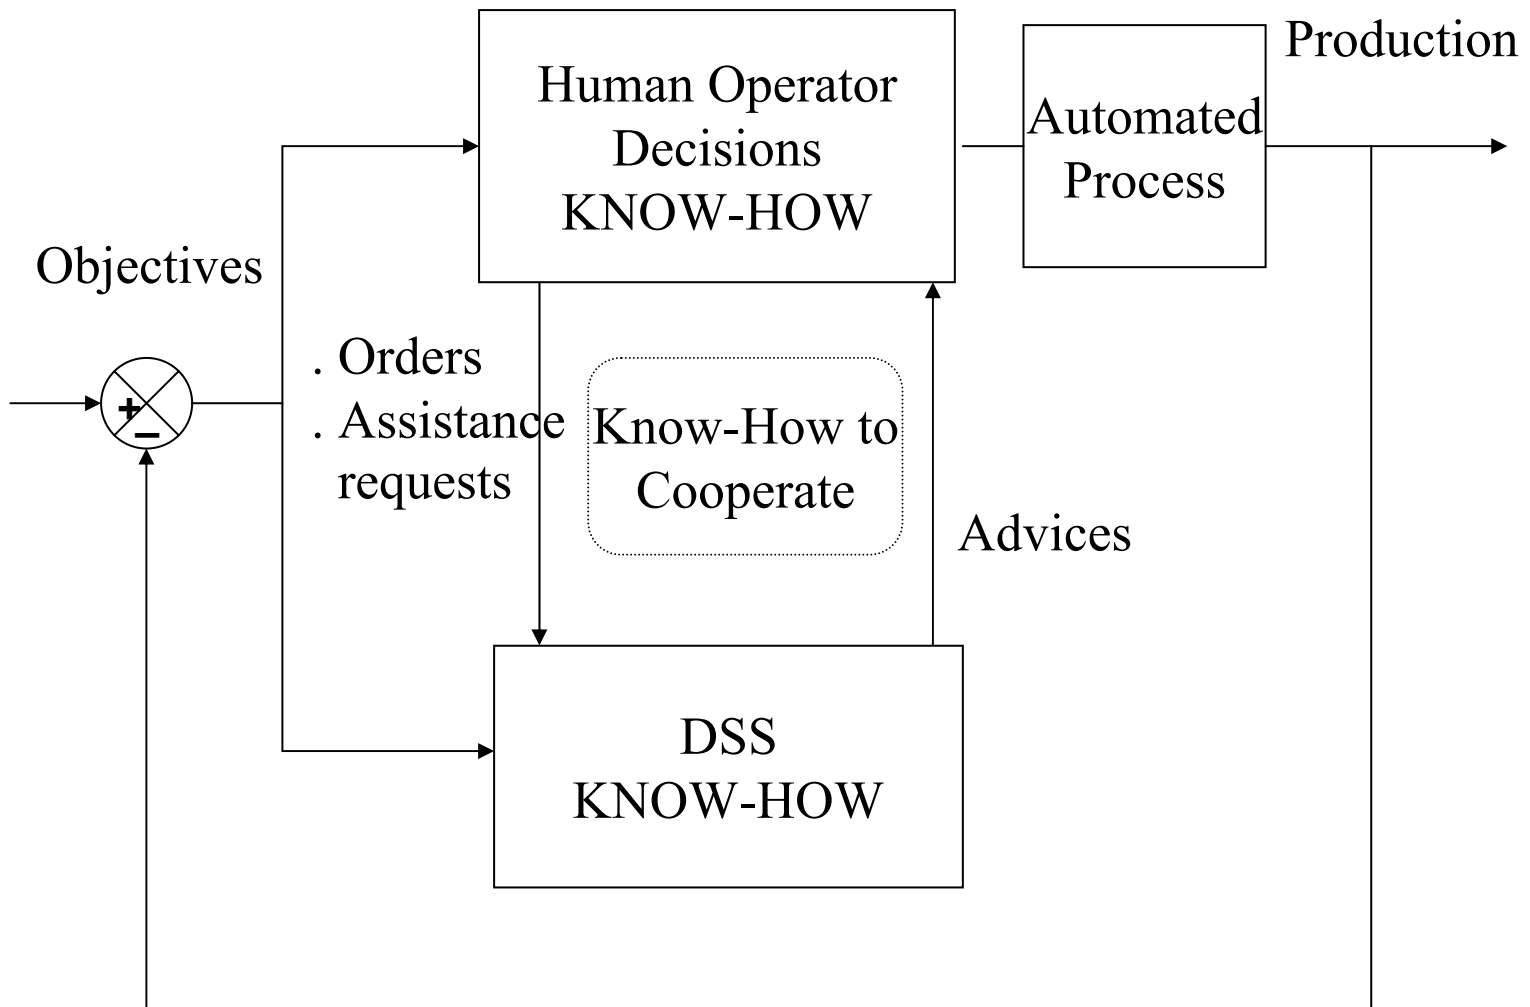 Production
Human Operator
Decisions
KNOW-HOW
Automated
Process
Objectives
. Orders
. Assistance
requests
Know-How to
Cooperate
+
−
Advices
DSS
KNOW-HOW